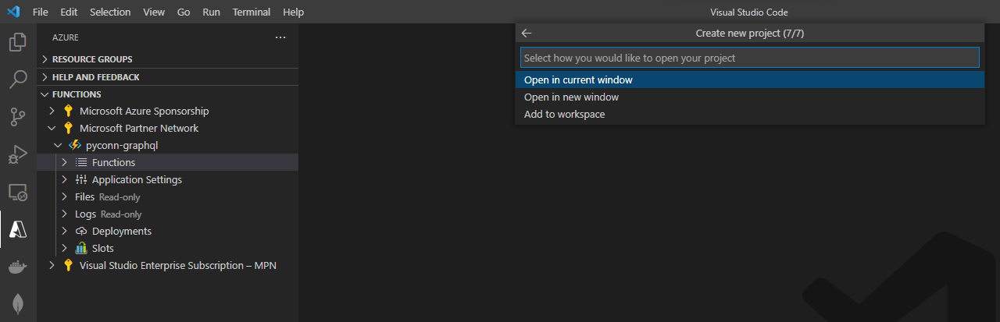 File Edit Selection View Go Run Terminal Help Visual Studio Code
AZURE ···
Create new project (7/7)
Select how you would like to open your project
Open in current window
Open in new window
Add to workspace
RESOURCE GROUPS
HELP AND FEEDBACK
FUNCTIONS
Microsoft Azure Sponsorship
Microsoft Partner Network
pyconn-graphql
Functions
Application Settings
Files Read-only
Logs Read-only
Deployments
Slots
Visual Studio Enterprise Subscription – MPN